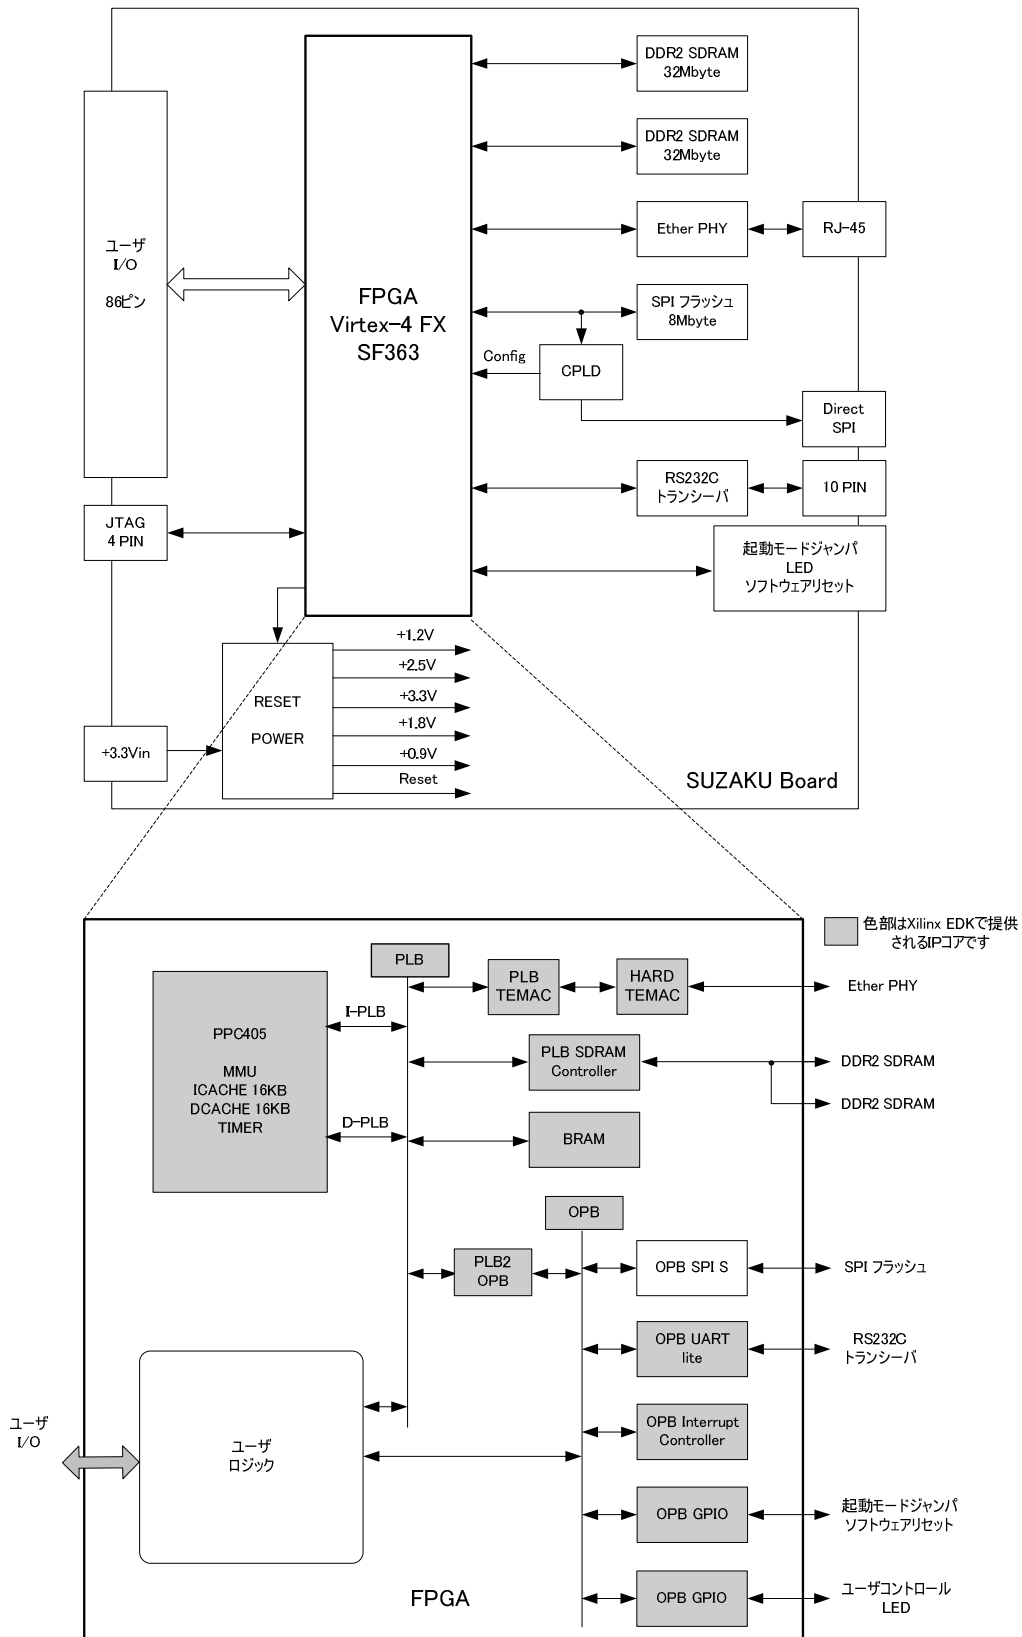 DDR2 SDRAM
32Mbyte
DDR2 SDRAM
32Mbyte
Ether PHY
RJ-45
ユーザ
I/O
86ピン
FPGA
Virtex-4 FX
SF363
SPI フラッシュ
8Mbyte
Config
CPLD
Direct
SPI
RS232C
トランシーバ
10 PIN
JTAG
4 PIN
起動モードジャンパ
LED
ソフトウェアリセット
RESET
POWER
+3.3Vin
+1.2V
+2.5V
+3.3V
+1.8V
+0.9V
Reset
SUZAKU Board
色部はXilinx EDKで提供
されるIPコアです
PLB
PLB
TEMAC
HARD
TEMAC
Ether PHY
PPC405
MMU
ICACHE 16KB
DCACHE 16KB
TIMER
I-PLB
D-PLB
PLB SDRAM
Controller
DDR2 SDRAM
DDR2 SDRAM
BRAM
OPB
PLB2
OPB
OPB SPI S
SPI フラッシュ
OPB UART
lite
RS232C
トランシーバ
OPB Interrupt
Controller
ユーザ
I/O
ユーザ
ロジック
OPB GPIO
起動モードジャンパ
ソフトウェアリセット
OPB GPIO
ユーザコントロール
LED
FPGA